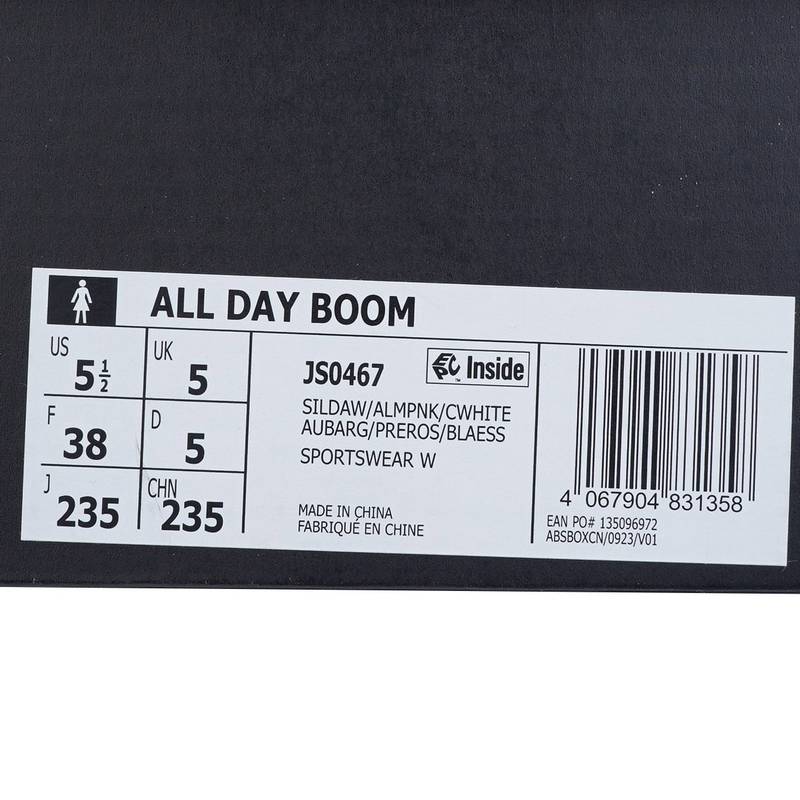 ALL DAY BOOM
US 5 1/2
UK 5
F 38
D 5
J 235
CHN 235
JS0467
Inside
TM
SILDAW/ALMPNK/CWHITE
AUBARG/PREROS/BLAESS
SPORTSWEAR W
MADE IN CHINA
FABRIQUÉ EN CHINE
4 067904 831358
EAN PO# 135096972
ABSBOXCN/0923/V01